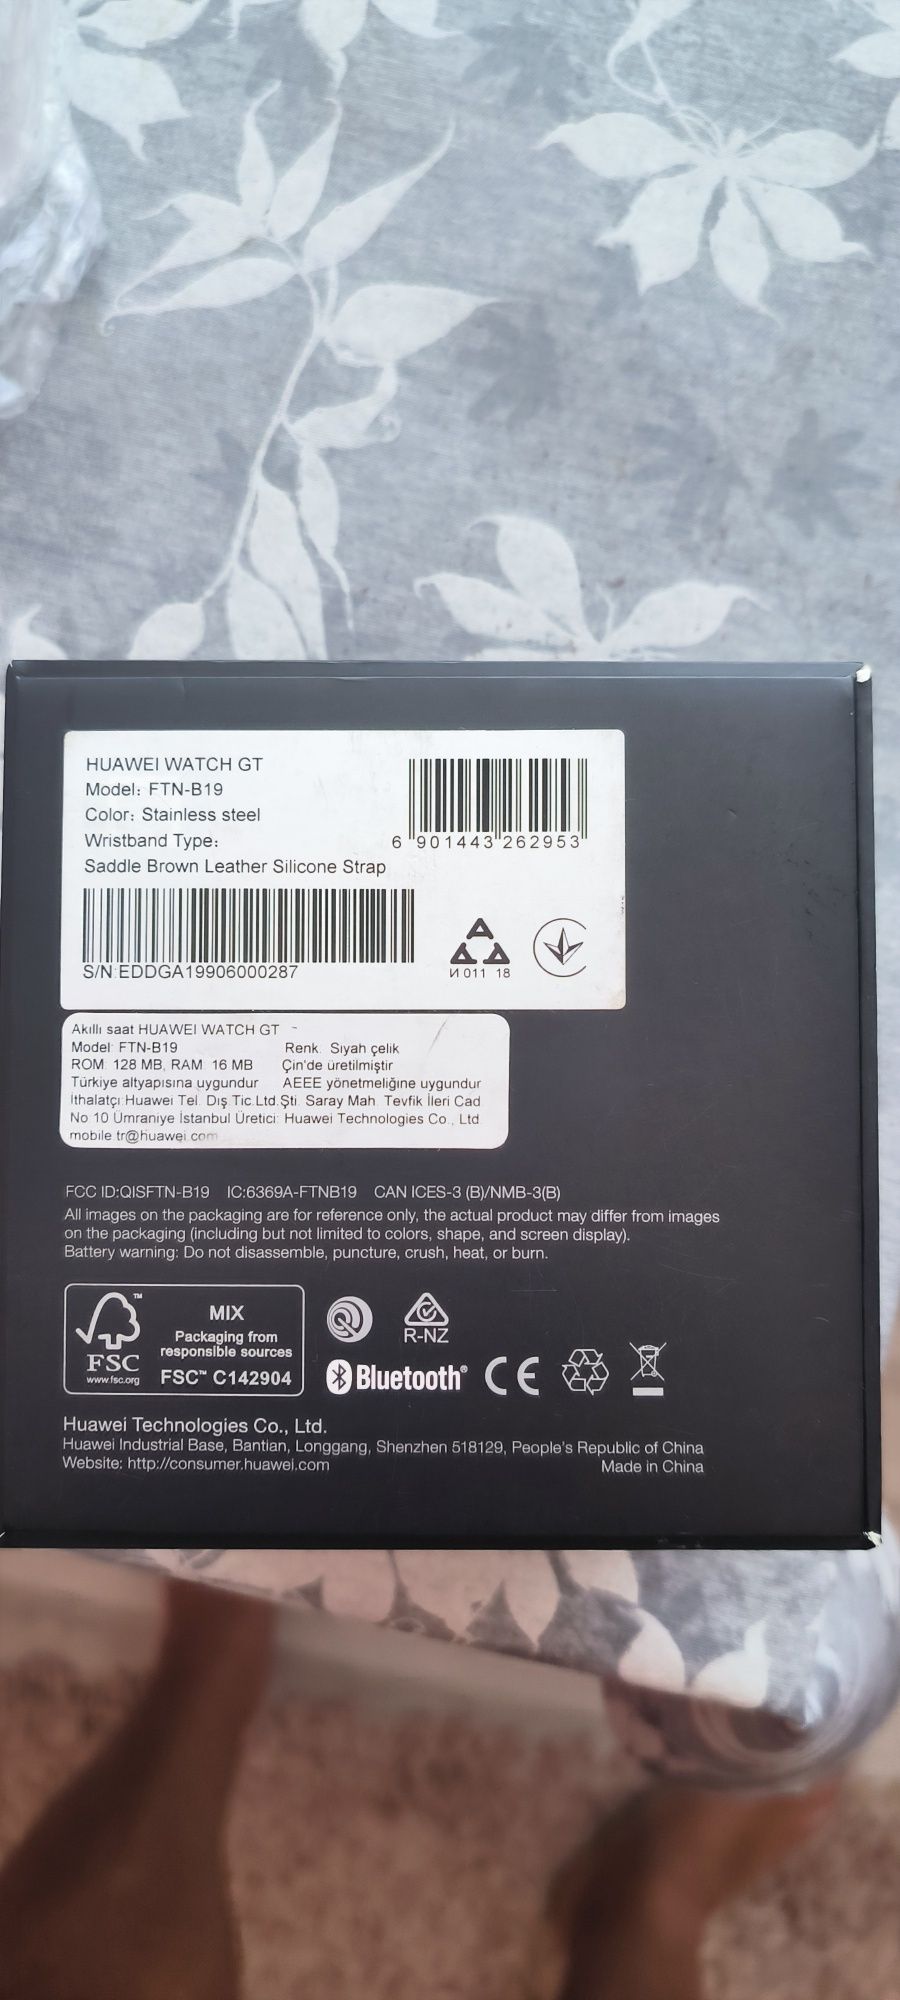 HUAWEI WATCH GT
Model: FTN-B19
Color: Stainless steel
Wristband Type:
Saddle Brown Leather Silicone Strap
6 901443 262953
S/N:EDDGA19906000287
И 011 18
Akıllı saat HUAWEI WATCH GT
Model: FTN-B19 Renk: Siyah çelik
ROM: 128 MB, RAM: 16 MB Çin'de üretilmiştir
Türkiye altyapısına uygundur AEEE yönetmeliğine uygundur
İthalatçı:Huawei Tel. Dış Tic.Ltd.Şti. Saray Mah. Tevfik İleri Cad.
No:10 Ümraniye İstanbul Üretici: Huawei Technologies Co., Ltd.
mobile.tr@huawei.com
FCC ID:QISFTN-B19 IC:6369A-FTNB19 CAN ICES-3 (B)/NMB-3(B)
All images on the packaging are for reference only, the actual product may differ from images
on the packaging (including but not limited to colors, shape, and screen display).
Battery warning: Do not disassemble, puncture, crush, heat, or burn.
FSC™
www.fsc.org
MIX
Packaging from
responsible sources
FSC™ C142904
R-NZ
Bluetooth®
CE
Huawei Technologies Co., Ltd.
Huawei Industrial Base, Bantian, Longgang, Shenzhen 518129, People's Republic of China
Website: http://consumer.huawei.com Made in China